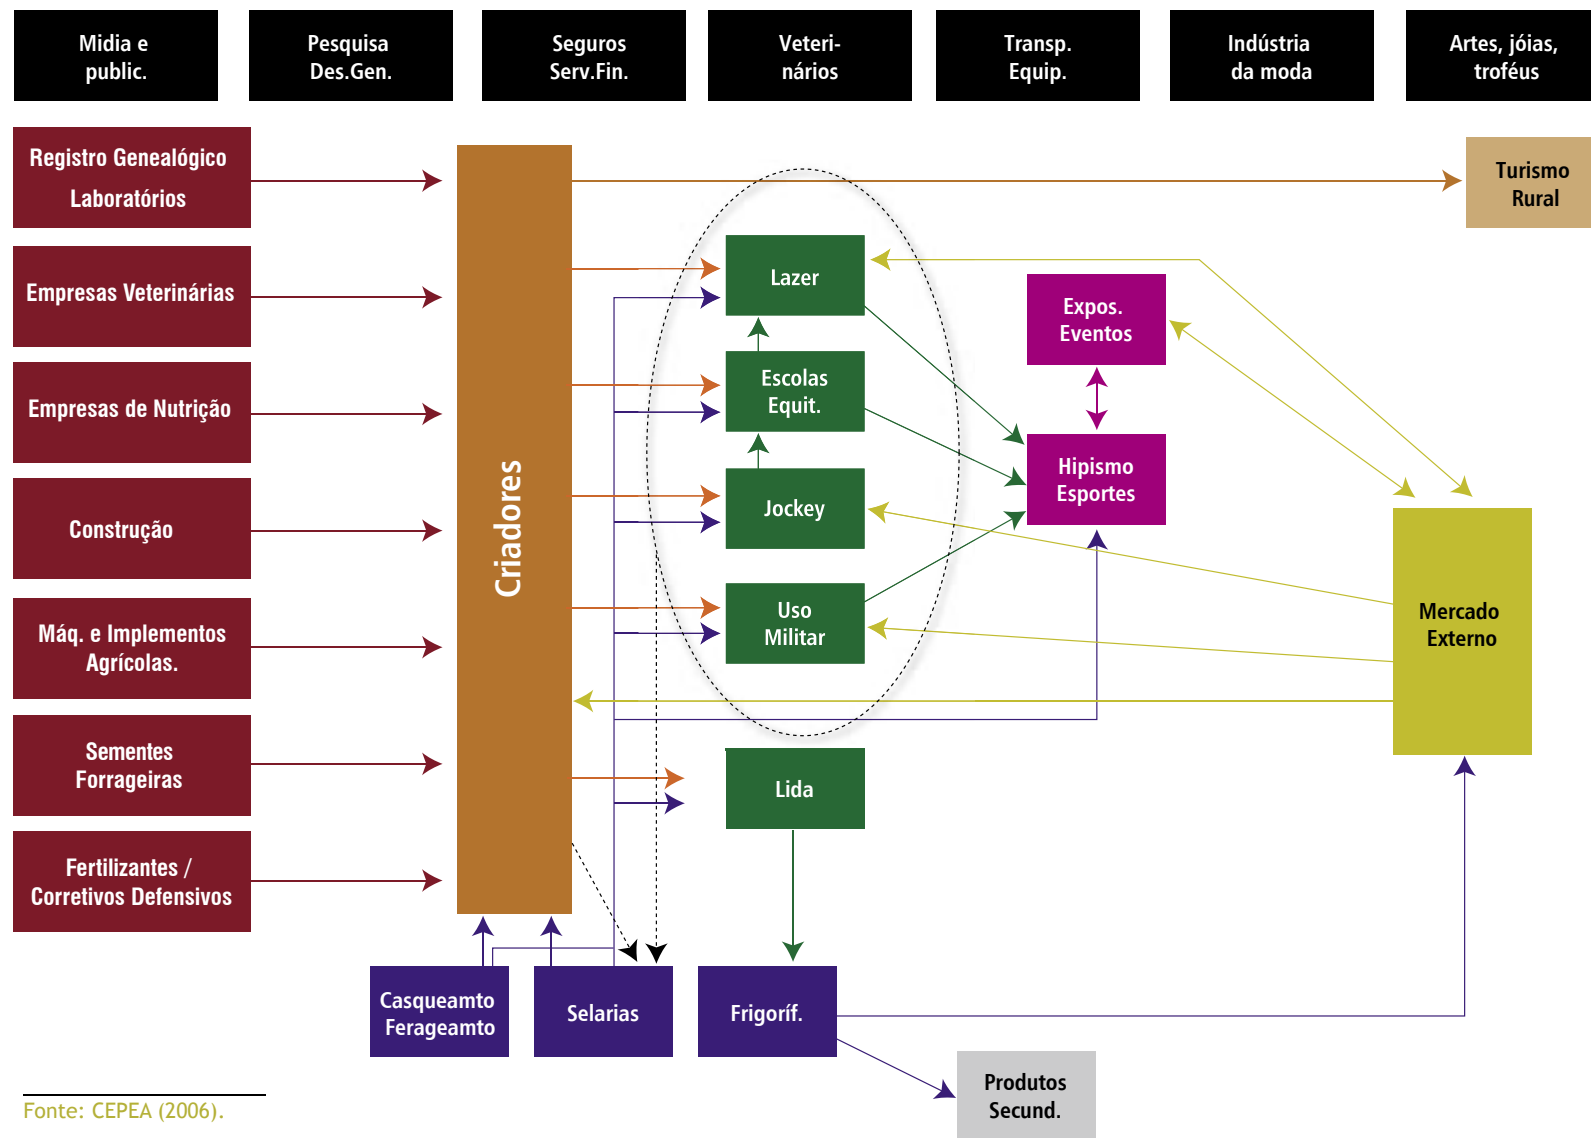 Midia e
public.
Pesquisa
Des.Gen.
Seguros
Serv.Fin.
Veteri-
nários
Transp.
Equip.
Indústria
da moda
Artes, jóias,
troféus
Registro Genealógico
Laboratórios
Turismo
Rural
Empresas Veterinárias
Lazer
Expos.
Eventos
Empresas de Nutrição
Escolas
Equit.
Hipismo
Esportes
Criadores
Construção
Jockey
Máq. e Implementos
Agrícolas.
Uso
Militar
Mercado
Externo
Sementes
Forrageiras
Lida
Fertilizantes /
Corretivos Defensivos
Casqueamto
Ferageamto
Selarias
Frigoríf.
Produtos
Secund.
Fonte: CEPEA (2006).